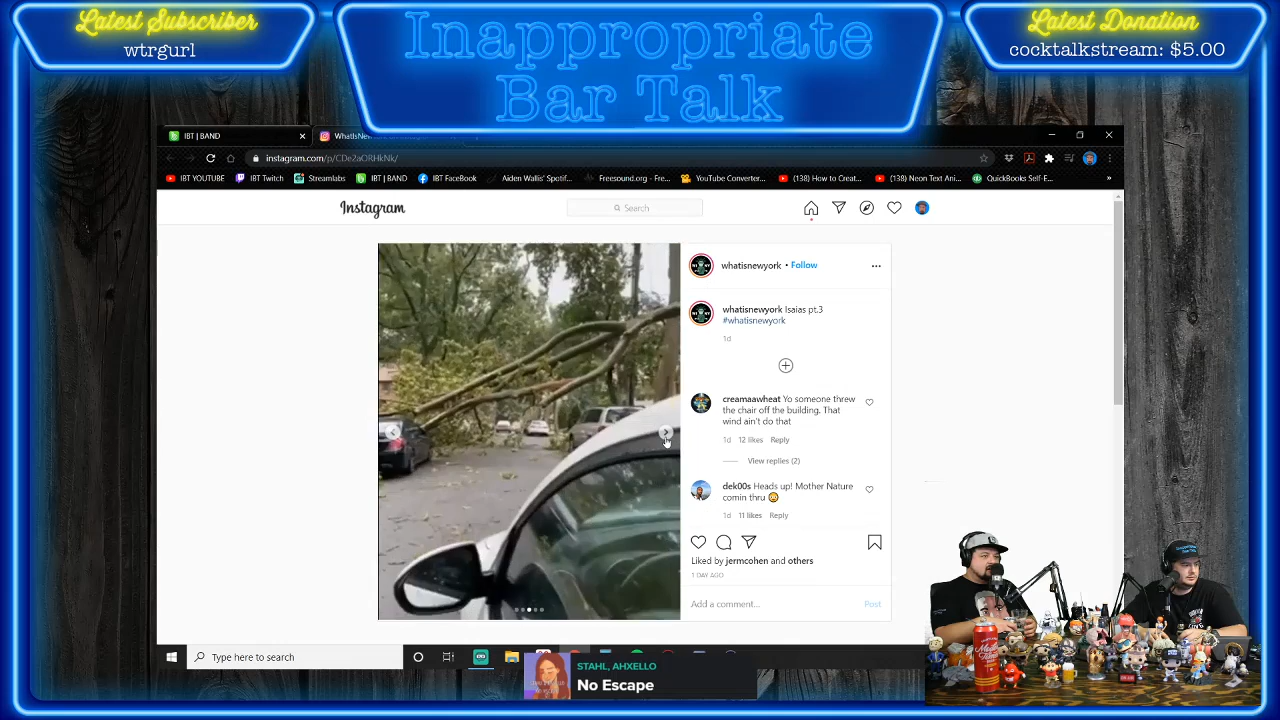 Latest Subscriber
wtrgurl
Inappropriate
Bar Talk
Latest Donation
cocktalkstream: $5.00
IBT | BAND
instagram.com/p/CDe2aORHkNk/
IBT YOUTUBE
IBT Twitch
Streamlabs
IBT | BAND
IBT FaceBook
Aiden Wallis' Spotif...
Freesound.org - Fre...
YouTube Converter...
(138) How to Creat...
(138) Neon Text Ani...
QuickBooks Self-E...
Instagram
Search
whatisnewyork • Follow
whatisnewyork Isaias pt.3
#whatisnewyork
1d
creamaawheat Yo someone threw
the chair off the building. That
wind ain't do that
1d 12 likes Reply
View replies (2)
dek00s Heads up! Mother Nature
comin thru 😳
1d 11 likes Reply
Liked by jermcohen and others
1 DAY AGO
Add a comment... Post
Type here to search
STAHL, AHXELLO
No Escape